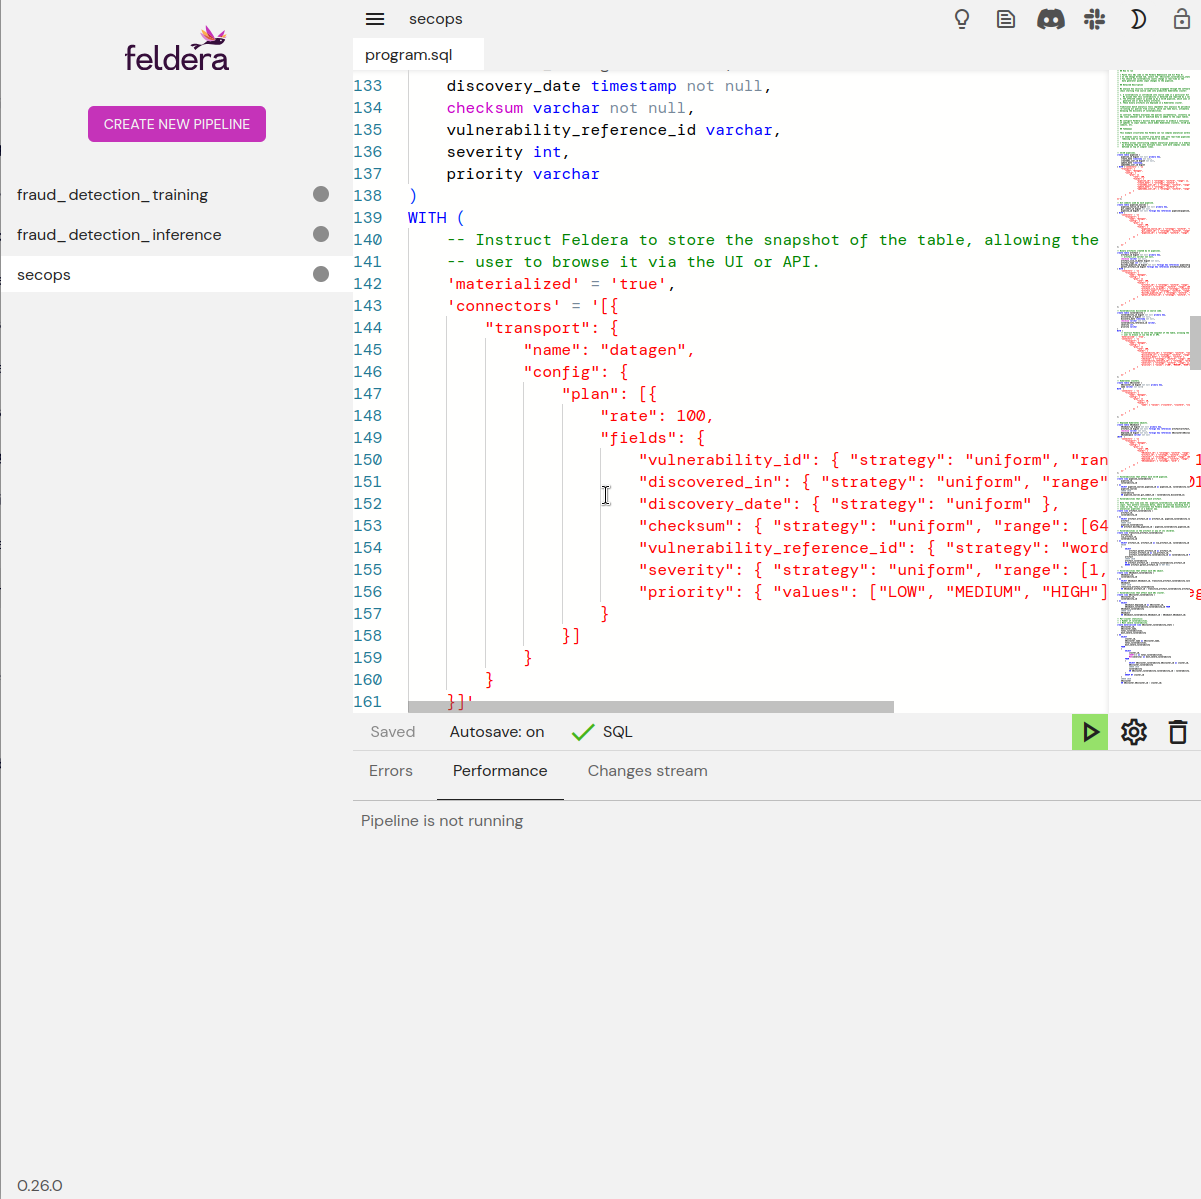 feldera
CREATE NEW PIPELINE
fraud_detection_training
fraud_detection_inference
secops
0.26.0
secops
program.sql
133 discovery_date timestamp not null,
134 checksum varchar not null,
135 vulnerability_reference_id varchar,
136 severity int,
137 priority varchar
138 )
139 WITH (
140 -- Instruct Feldera to store the snapshot of the table, allowing the
141 -- user to browse it via the UI or API.
142 'materialized' = 'true',
143 'connectors' = '[{
144 "transport": {
145 "name": "datagen",
146 "config": {
147 "plan": [{
148 "rate": 100,
149 "fields": {
150 "vulnerability_id": { "strategy": "uniform", "ran
151 "discovered_in": { "strategy": "uniform", "range"
152 "discovery_date": { "strategy": "uniform" },
153 "checksum": { "strategy": "uniform", "range": [64
154 "vulnerability_reference_id": { "strategy": "word
155 "severity": { "strategy": "uniform", "range": [1,
156 "priority": { "values": ["LOW", "MEDIUM", "HIGH"]
157 }
158 }]
159 }
160 }
161 }]'
Saved
Autosave: on
SQL
Errors
Performance
Changes stream
Pipeline is not running